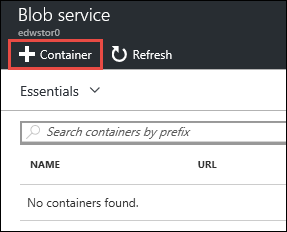 Blob service
edwstor0
Container Refresh
Essentials
Search containers by prefix
NAME URL
No containers found.